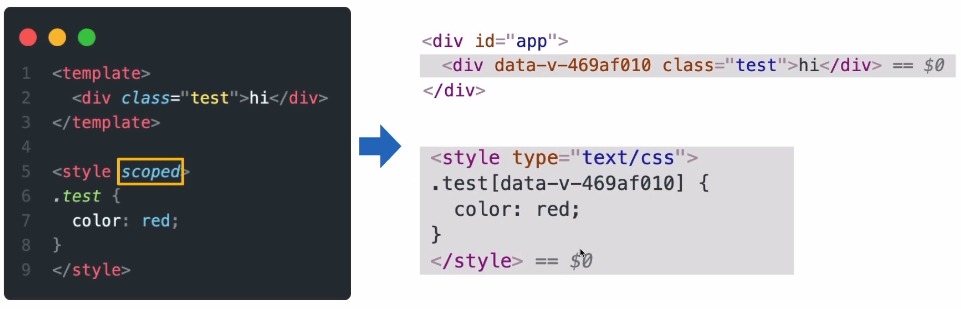 1 <template>
2   <div class="test">hi</div>
3 </template>
4
5 <style scoped>
6 .test {
7   color: red;
8 }
9 </style>
<div id="app">
  <div data-v-469af010 class="test">hi</div> == $0
</div>
<style type="text/css">
.test[data-v-469af010] {
  color: red;
}
</style> == $0